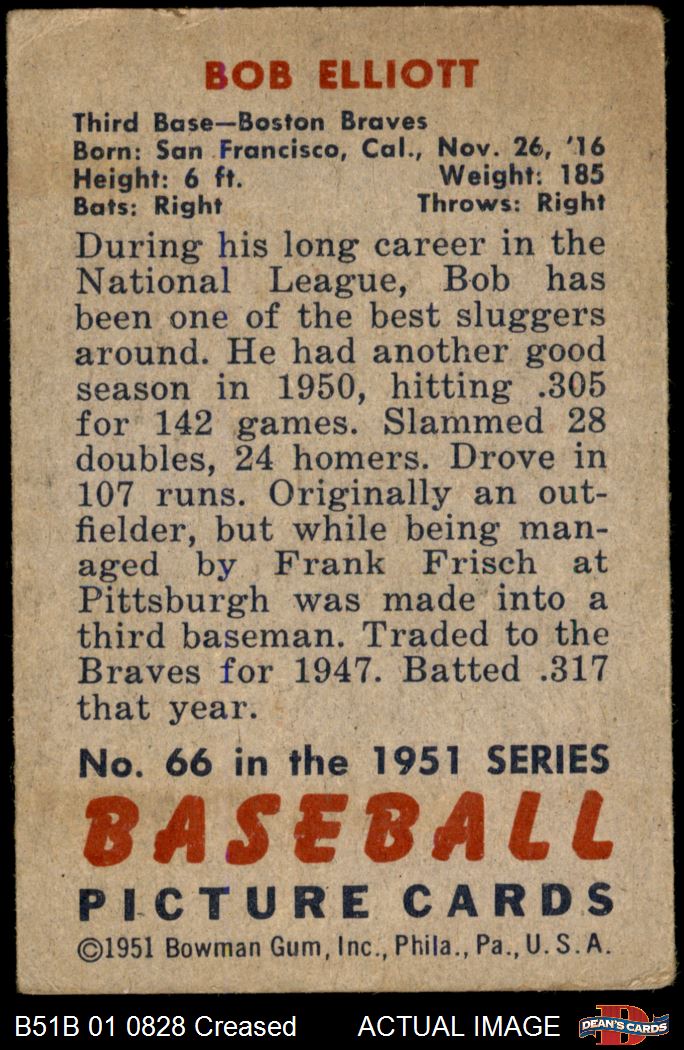 BOB ELLIOTT
Third Base—Boston Braves
Born: San Francisco, Cal., Nov. 26, '16
Height: 6 ft. Weight: 185
Bats: Right Throws: Right
During his long career in the
National League, Bob has
been one of the best sluggers
around. He had another good
season in 1950, hitting .305
for 142 games. Slammed 28
doubles, 24 homers. Drove in
107 runs. Originally an out-
fielder, but while being man-
aged by Frank Frisch at
Pittsburgh was made into a
third baseman. Traded to the
Braves for 1947. Batted .317
that year.
No. 66 in the 1951 SERIES
BASEBALL
PICTURE CARDS
©1951 Bowman Gum, Inc., Phila., Pa., U. S. A.
B51B 01 0828 Creased ACTUAL IMAGE
D
DEAN'S CARDS